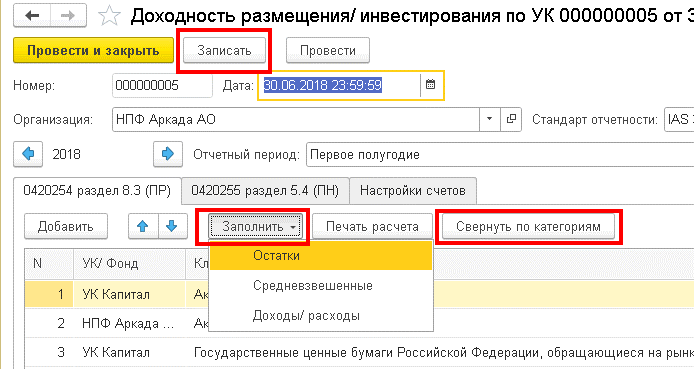 Доходность размещения/ инвестирования по УК 000000005 от 3
Провести и закрыть Записать Провести
Номер: 000000005 Дата: 30.06.2018 23:59:59
Организация: НПФ Аркада АО Стандарт отчетности: IAS
2018 Отчетный период: Первое полугодие
0420254 раздел 8.3 (ПР) 0420255 раздел 5.4 (ПН) Настройки счетов
Добавить Заполнить Печать расчета Свернуть по категориям
Остатки
Средневзвешенные
Доходы/ расходы
N УК/ Фонд Кл
1 УК Капитал Ак
2 НПФ Аркада ... Ак
3 УК Капитал Государственные ценные бумаги Российской Федерации, обращающиеся на рынк